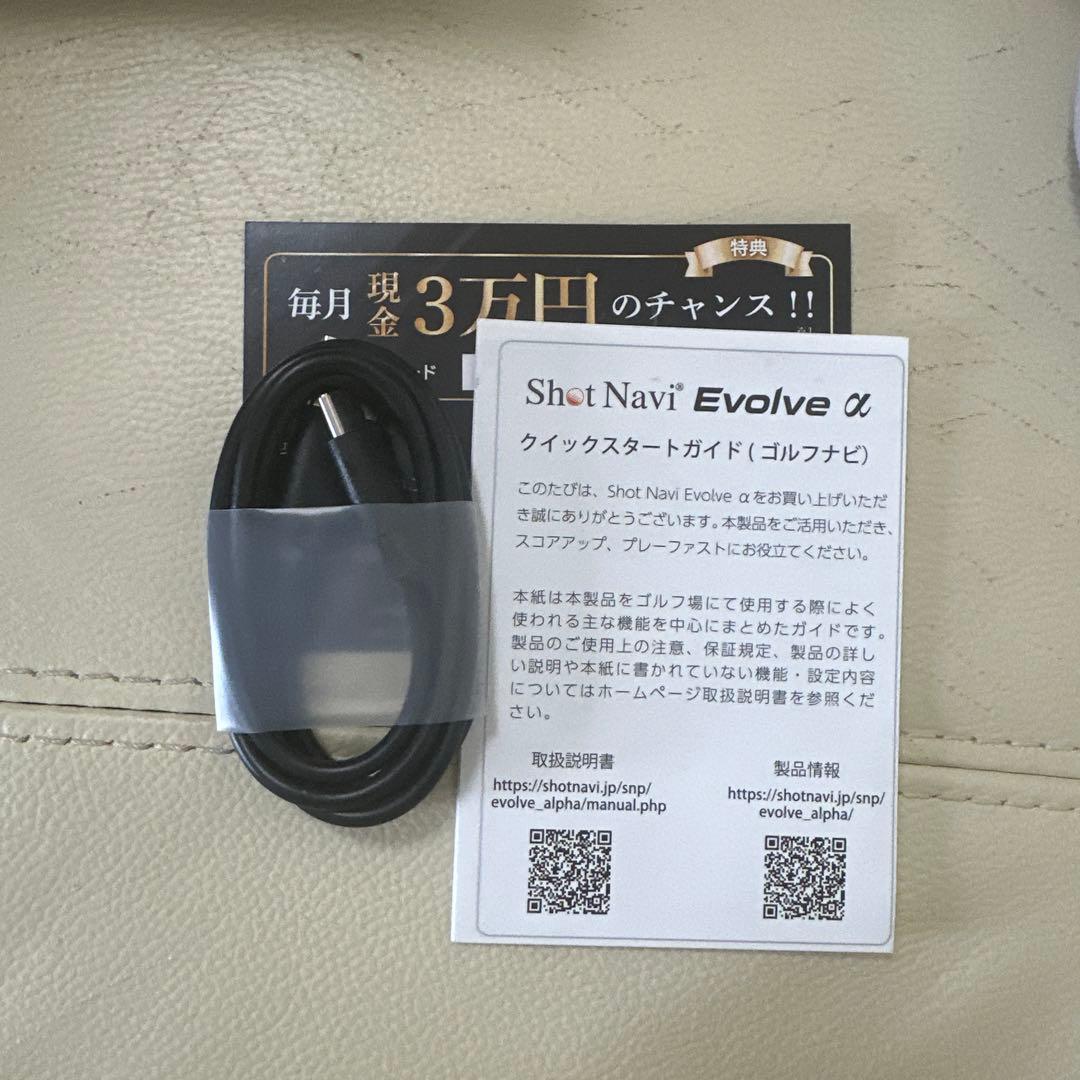 特典
毎月 現金 3万円 のチャンス!!
ード
Shot Navi® Evolve α
クイックスタートガイド(ゴルフナビ)
このたびは、Shot Navi Evolve αをお買い上げいただ
き誠にありがとうございます。本製品をご活用いただき、
スコアアップ、プレーファストにお役立てください。
本紙は本製品をゴルフ場にて使用する際によく
使われる主な機能を中心にまとめたガイドです。
製品のご使用上の注意、保証規定、製品の詳し
い説明や本紙に書かれていない機能・設定内容
についてはホームページ取扱説明書を参照くだ
さい。
取扱説明書
https://shotnavi.jp/snp/
evolve_alpha/manual.php
製品情報
https://shotnavi.jp/snp/
evolve_alpha/